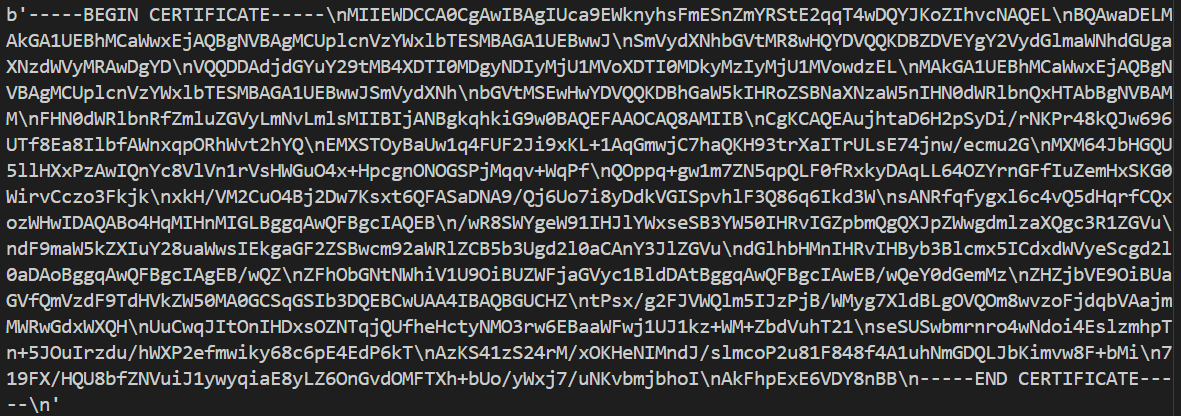 b'-----BEGIN CERTIFICATE-----\nMIIEWDCCA0CgAwIBAgIUca9EWknyhsFmESnZmYRStE2qqT4wDQYJKoZIhvcNAQEL\nBQAwaDELM
AkGA1UEBhMCaWwxEjAQBgNVBAgMCUplcnVzYWxlbTESMBAGA1UEBwwJ\nSmVydXNhbGVtMR8wHQYDVQQKDBZDVEYgY2VydGlmaWNhdGUga
XNzdWVyMRAwDgYD\nVQQDDAdjdGYuY29tMB4XDTI0MDgyNDIyMjU1MVoXDTI0MDkyMzIyMjU1MVowdzEL\nMAkGA1UEBhMCaWwxEjAQBgN
VBAgMCUplcnVzYWxlbTESMBAGA1UEBwwJSmVydXNh\nbGVtMSEwHwYDVQQKDBhGaW5kIHRoZSBNaXNzaW5nIHN0dWRlbnQxHTAbBgNVBAM
M\nFHN0dWRlbnRfZmluZGVyLmNvLmlsMIIBIjANBgkqhkiG9w0BAQEFAAOCAQ8AMIIB\nCgKCAQEAujhtaD6H2pSyDi/rNKPr48kQJw696
UTf8Ea8IlbfAWnxqpORhWvt2hYQ\nEMXSTOyBaUw1q4FUF2Ji9xKL+1AqGmwjC7haQKH93trXaITrULsE74jnw/ecmu2G\nMXM64JbHGQU
5llHXxPzAwIQnYc8VlVn1rVsHWGuO4x+HpcgnONOGSPjMqqv+WqPf\nQOppq+gw1m7ZN5qpQLF0fRxkyDAqLL64OZYrnGFfIuZemHxSKG0
WirvCczo3Fkjk\nxkH/VM2CuO4Bj2Dw7Ksxt6QFASaDNA9/Qj6Uo7i8yDdkVGISpvhlF3Q86q6Ikd3W\nsANRfqfygxl6c4vQ5dHqrfCQx
ozWHwIDAQABo4HqMIHnMIGLBggqAwQFBgcIAQEB\n/wR8SWYgeW91IHJlYWxseSB3YW50IHRvIGZpbmQgQXJpZWwgdmlzaXQgc3R1ZGVu\
ndF9maW5kZXIuY28uaWwsIEkgaGF2ZSBwcm92aWRlZCB5b3Ugd2l0aCAnY3JlZGVu\ndGlhbHMnIHRvIHByb3Blcmx5ICdxdWVyeScgd2l
0aDAoBggqAwQFBgcIAgEB/wQZ\nZFhObGNtNWhiV1U9OiBUZWFjaGVyc1BldDAtBggqAwQFBgcIAwEB/wQeY0dGemMz\nZHZjbVE9OiBUa
GVfQmVzdF9TdHVkZW50MA0GCSqGSIb3DQEBCwUAA4IBAQBGUCHZ\ntPsx/g2FJVWQlm5IJzPjB/WMyg7XldBLgOVQOm8wvzoFjdqbVAajm
MWRwGdxWXQH\nUuCwqJItOnIHDxsOZNTqjQUfheHctyNMO3rw6EBaaWFwj1UJ1kz+WM+ZbdVuhT21\nseSUSwbmrnro4wNdoi4EslzmhpT
n+5JOuIrzdu/hWXP2efmwiky68c6pE4EdP6kT\nAzKS41zS24rM/xOKHeNIMndJ/slmcoP2u81F848f4A1uhNmGDQLJbKimvw8F+bMi\n7
19FX/HQU8bfZNVuiJ1ywyqiaE8yLZ6OnGvdOMFTXh+bUo/yWxj7/uNKvbmjbhoI\nAkFhpExE6VDY8nBB\n-----END CERTIFICATE---
--\n'